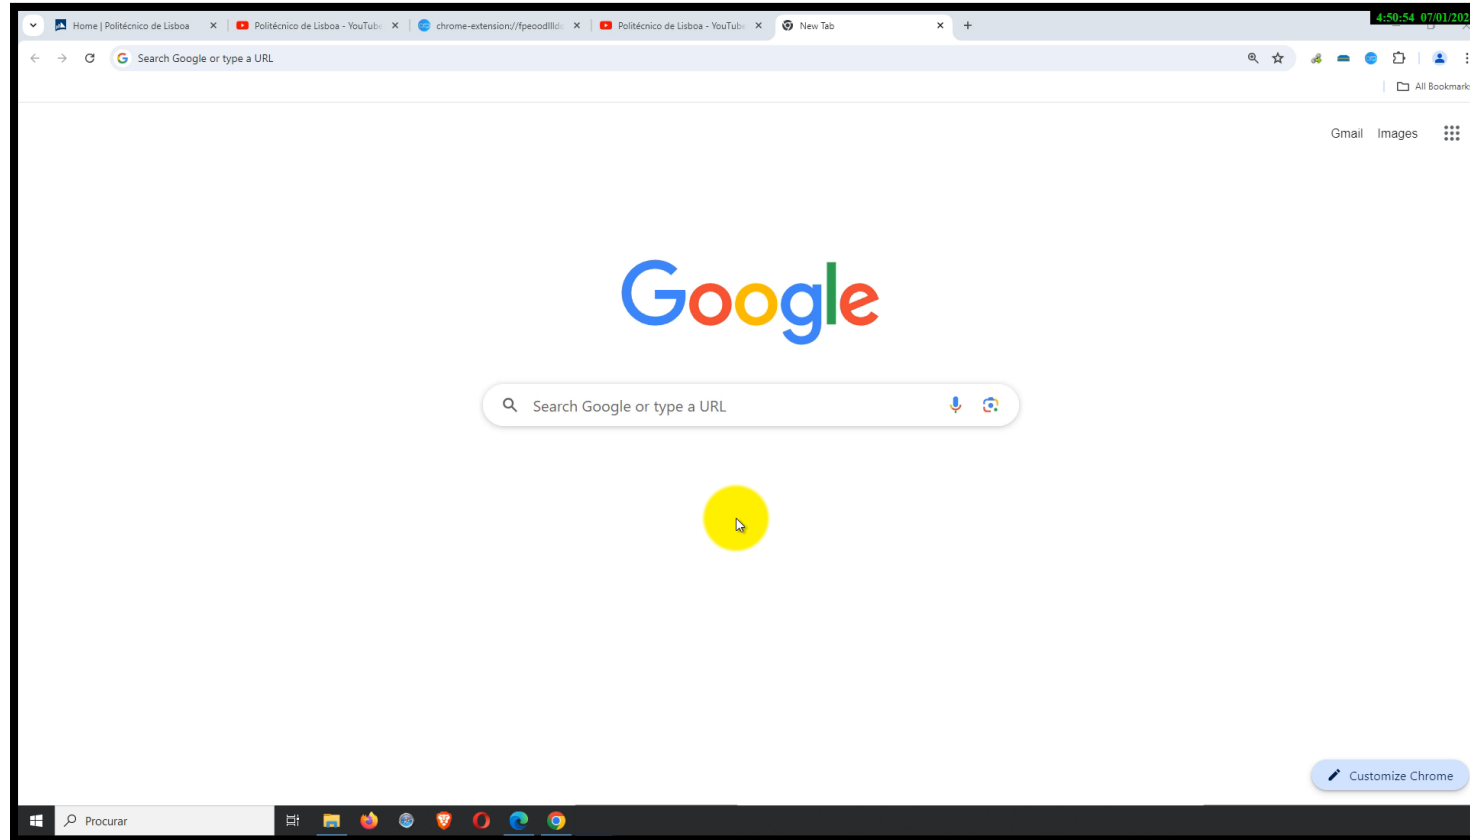 4:50:54 07/01/202
Home | Politécnico de Lisboa
Politécnico de Lisboa - YouTube
chrome-extension://fpeoodllldc
Politécnico de Lisboa - YouTube
New Tab
Search Google or type a URL
All Bookmarks
Gmail Images
Google
Search Google or type a URL
Customize Chrome
Procurar